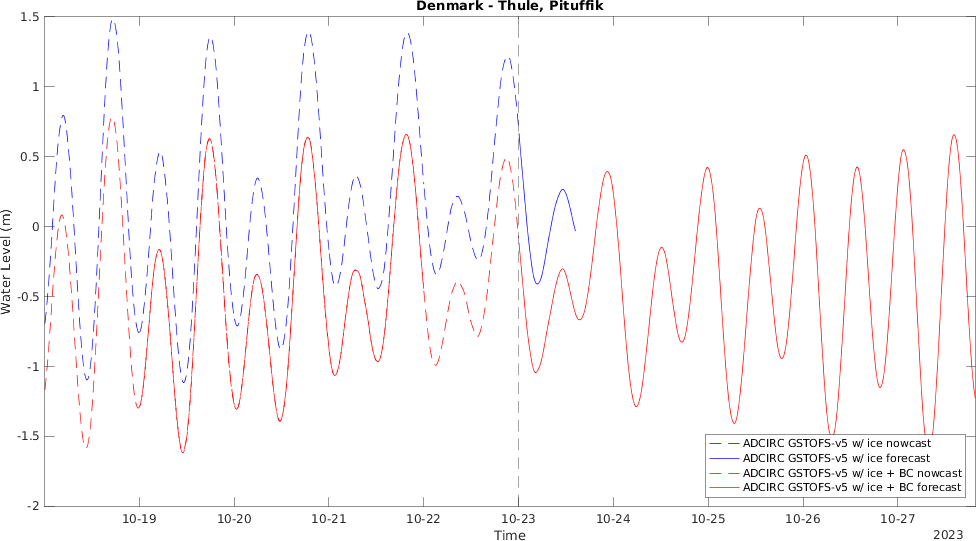 Denmark - Thule, Pituffik
1.5
1
0.5
0
-0.5
-1
-1.5
-2
Water Level (m)
10-19
10-20
10-21
10-22
10-23
10-24
10-25
10-26
10-27
Time
2023
ADCIRC GSTOFS-v5 w/ ice nowcast
ADCIRC GSTOFS-v5 w/ ice forecast
ADCIRC GSTOFS-v5 w/ ice + BC nowcast
ADCIRC GSTOFS-v5 w/ ice + BC forecast